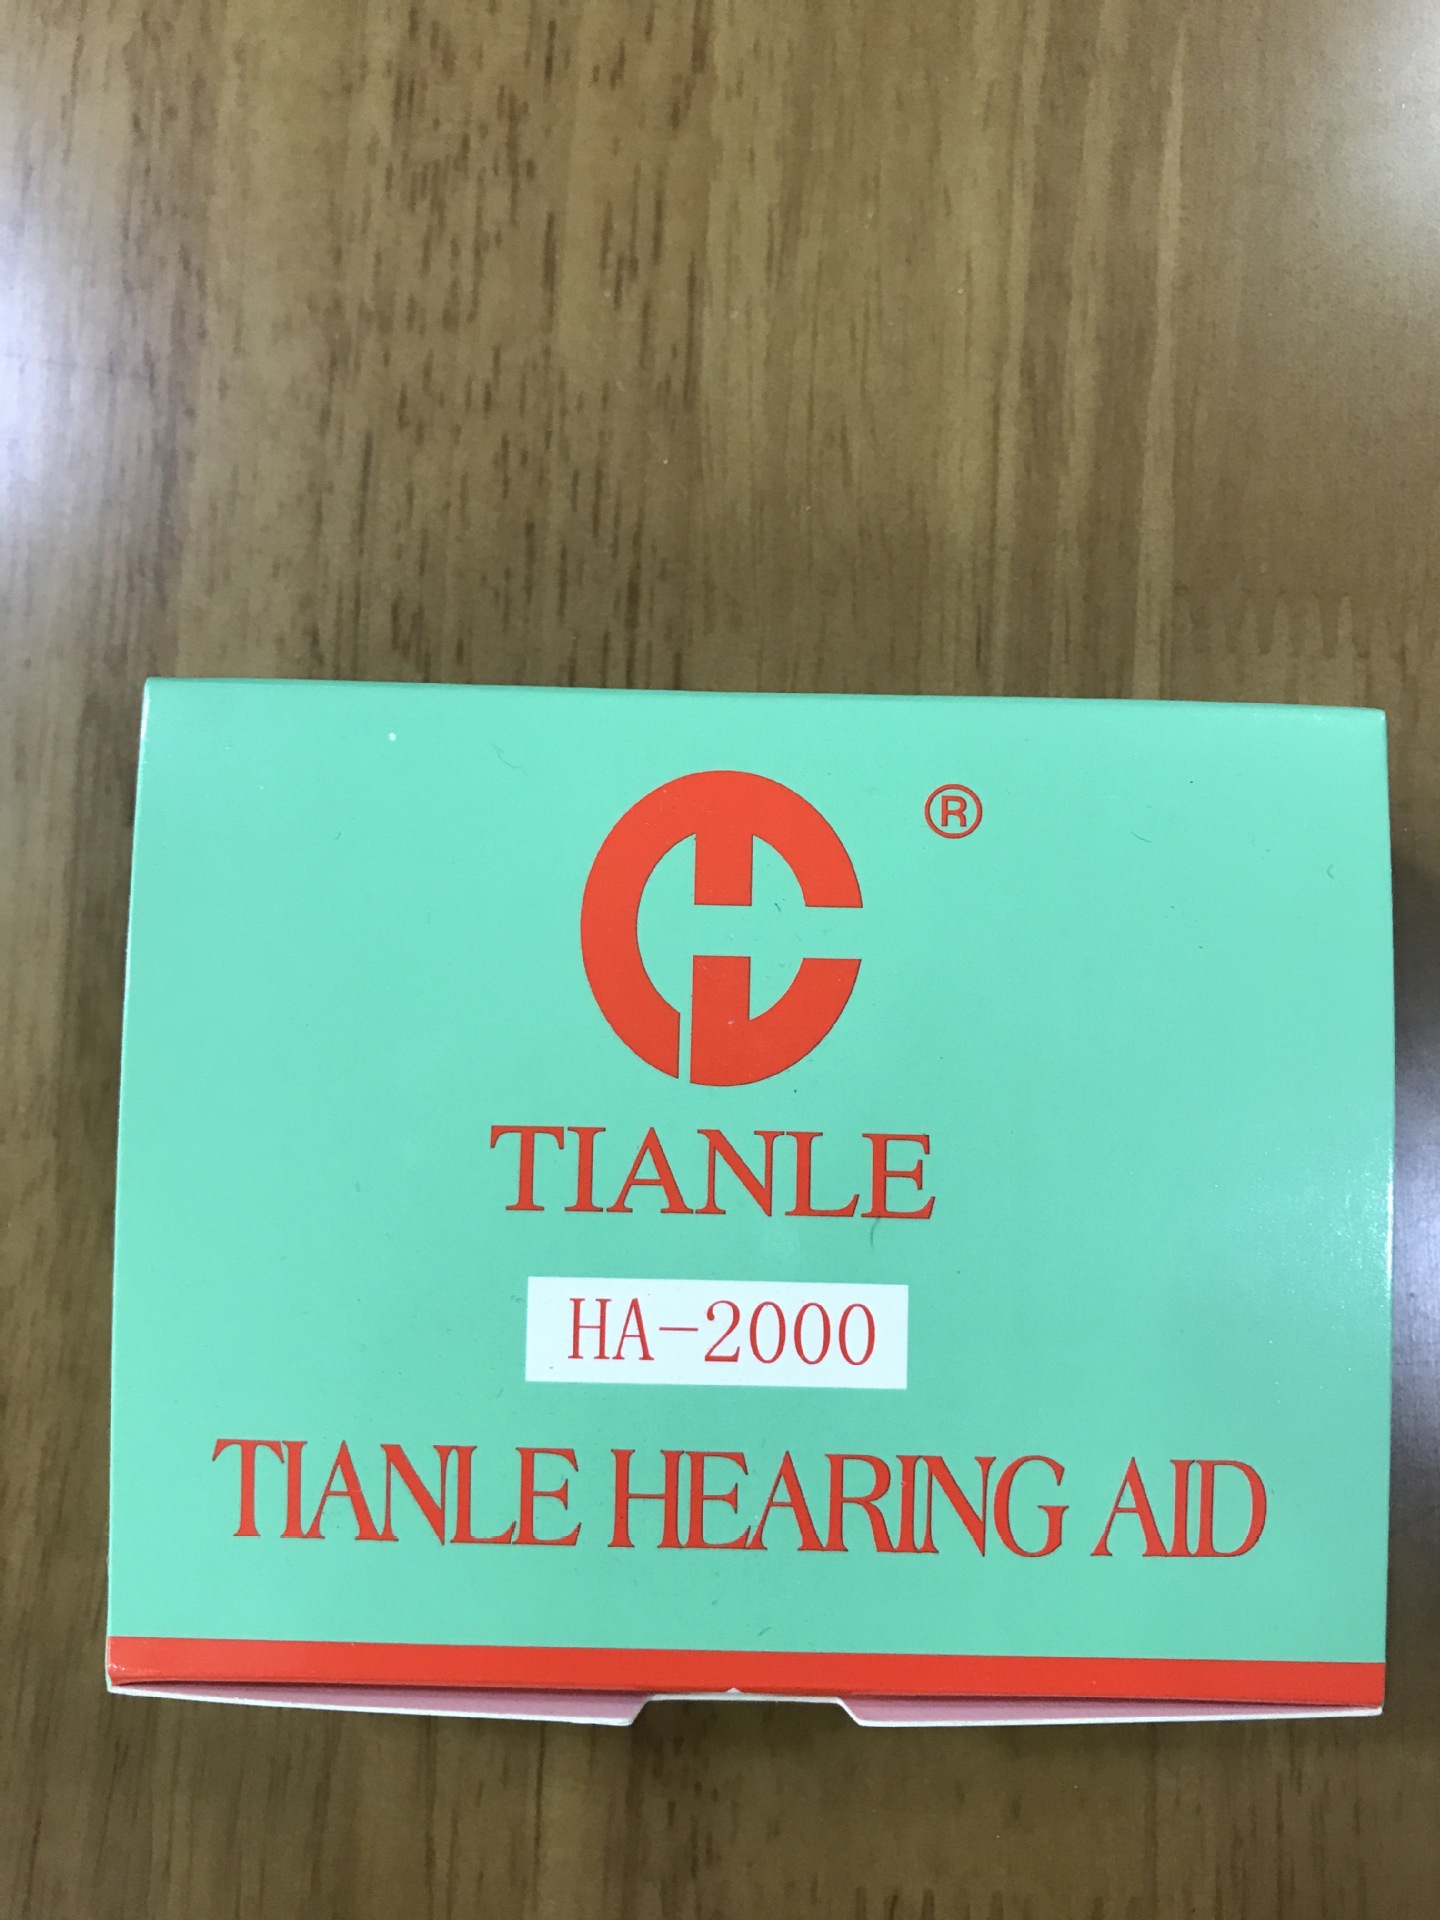 ®
TIANLE
HA-2000
TIANLE HEARING AID